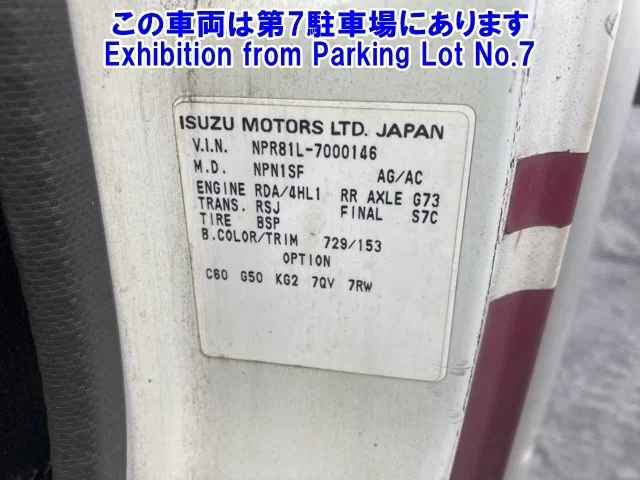 この車両は第7駐車場にあります
Exhibition from Parking Lot No.7
ISUZU MOTORS LTD. JAPAN
V.I.N. NPR81L-7000146
M.D. NPN1SF AG/AC
ENGINE RDA/4HL1 RR AXLE G73
TRANS. RSJ FINAL S7C
TIRE BSP
B.COLOR/TRIM 729/153
OPTION
C60 G50 KG2 7QV 7RW